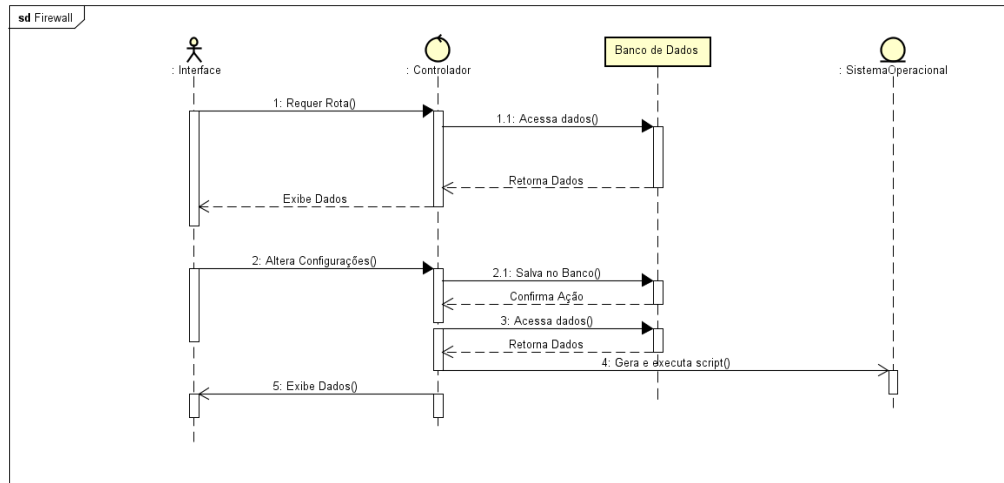 sd Firewall
: Interface
: Controlador
Banco de Dados
: SistemaOperacional
1: Requer Rota()
1.1: Acessa dados()
Retorna Dados
Exibe Dados
2: Altera Configurações()
2.1: Salva no Banco()
Confirma Ação
3: Acessa dados()
Retorna Dados
4: Gera e executa script()
5: Exibe Dados()